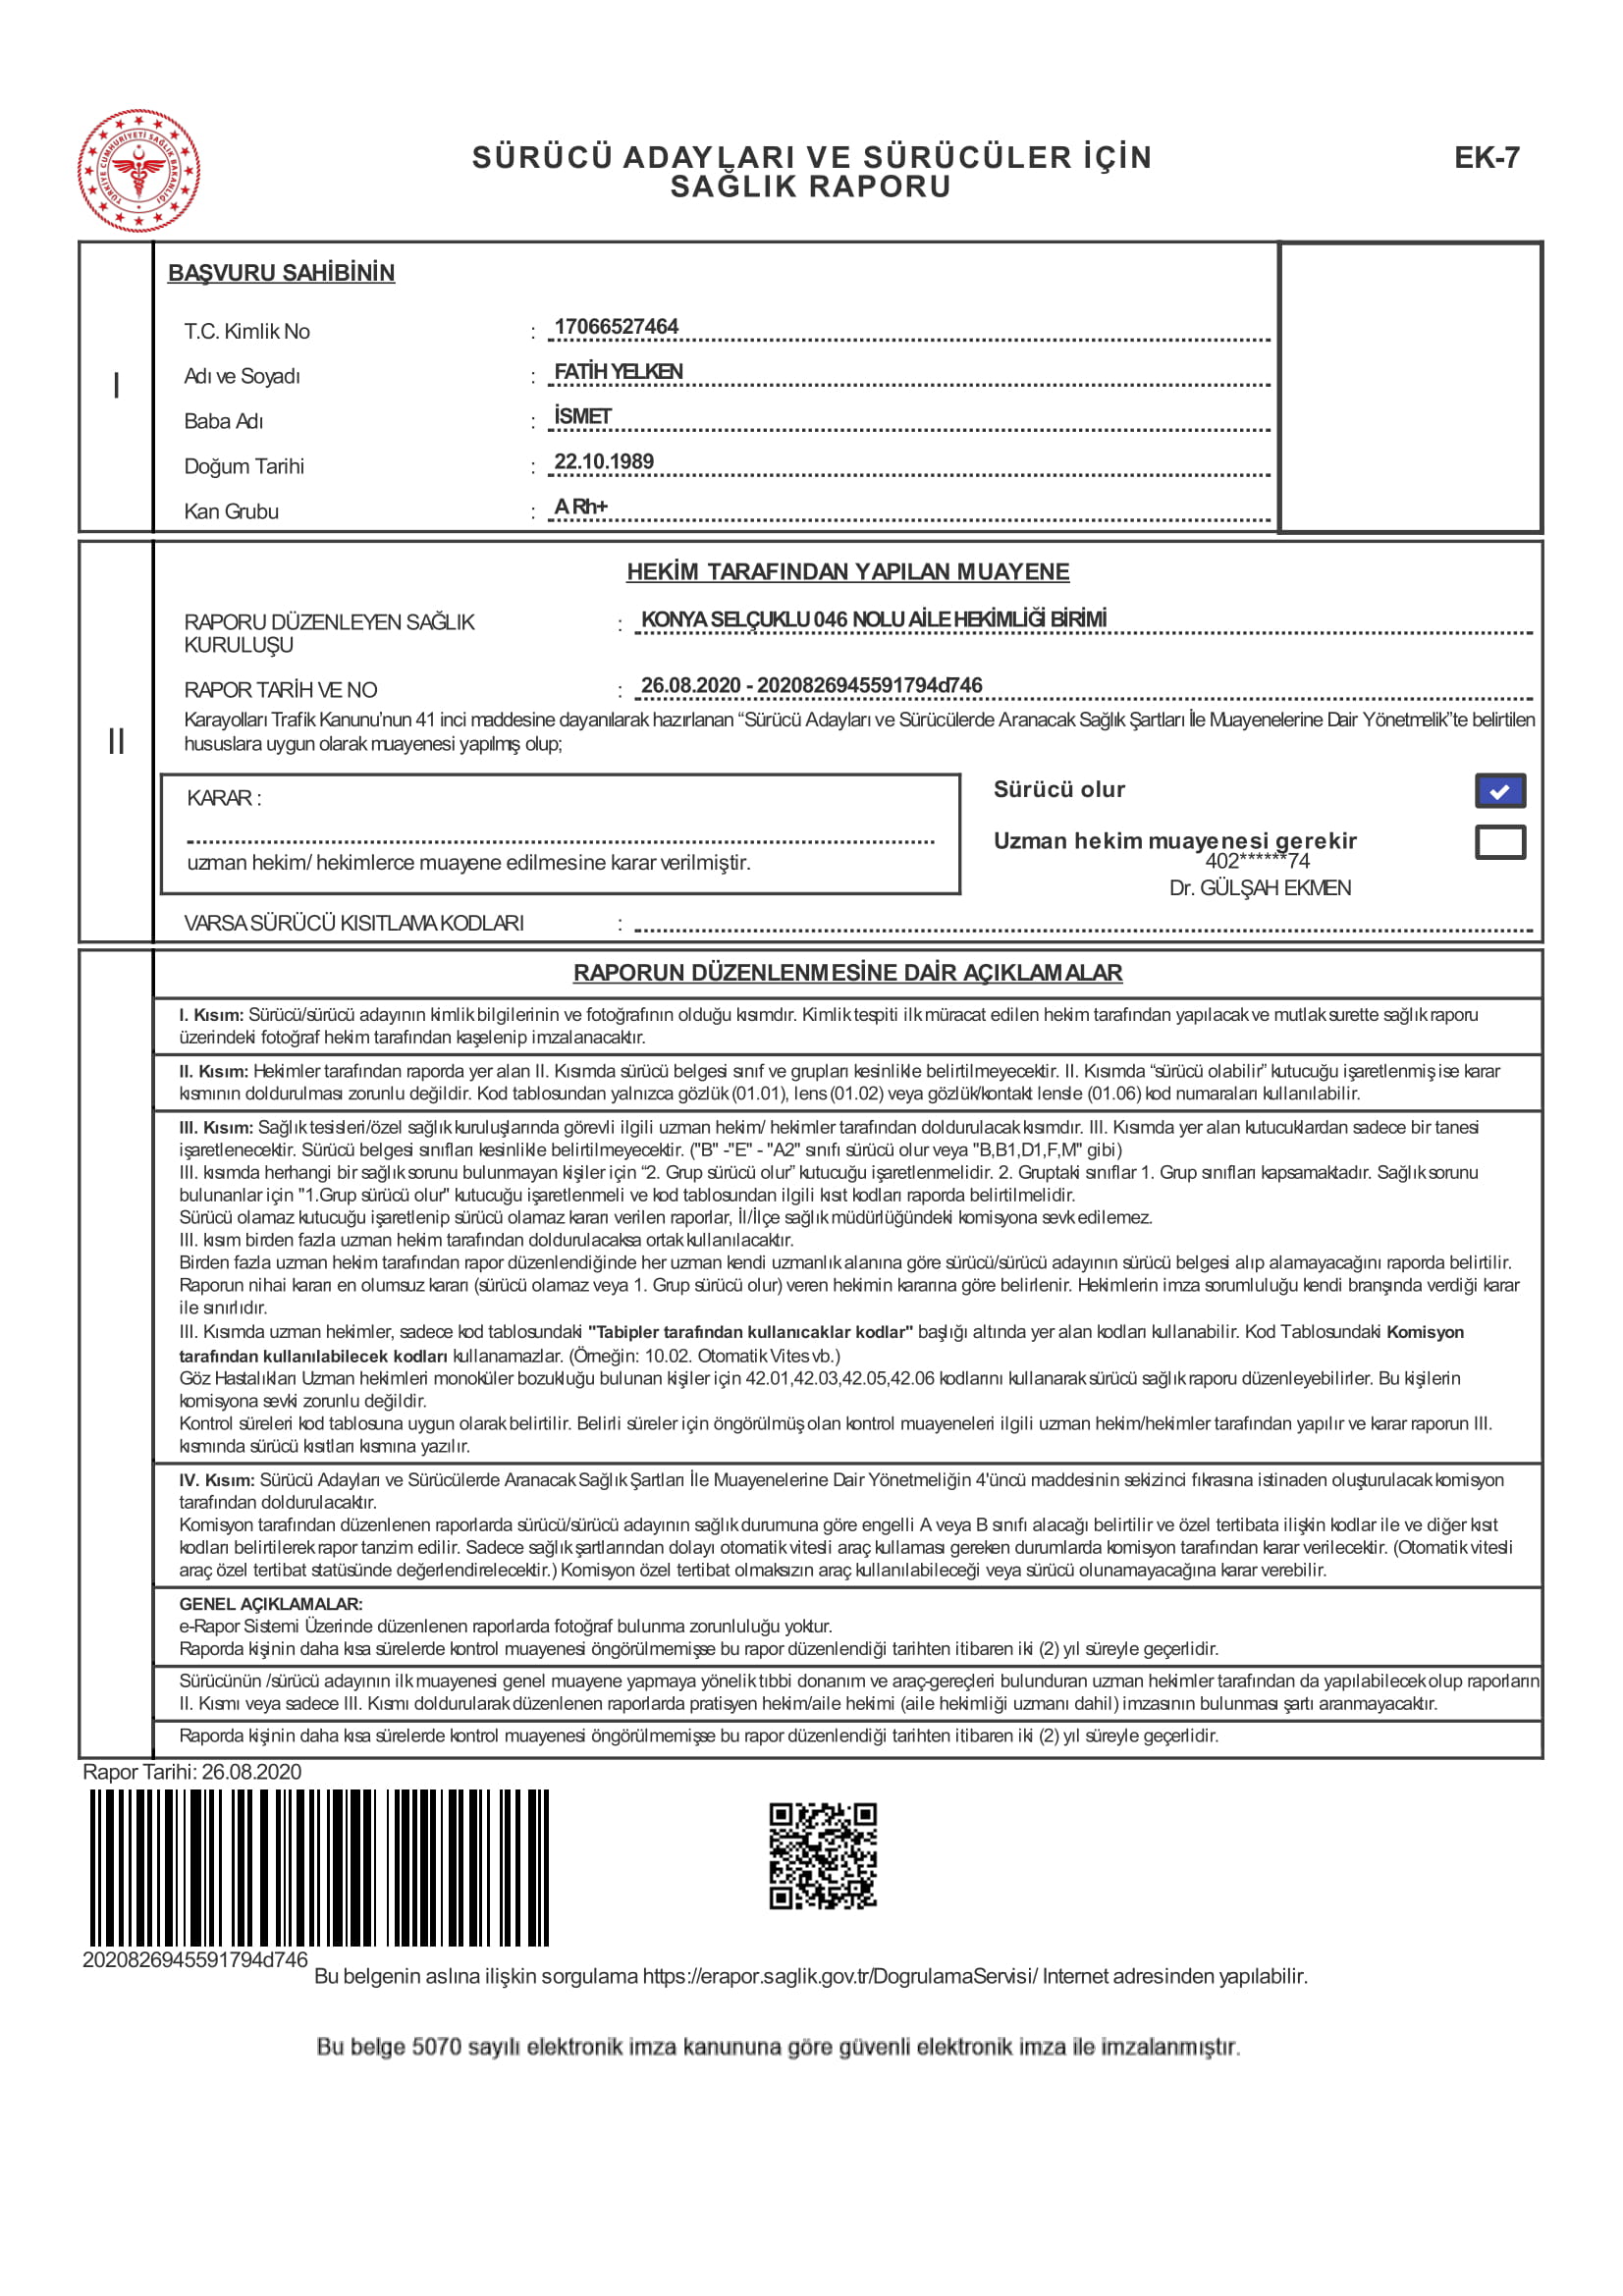 TÜRKİYE CUMHURİYETİ SAĞLIK BAKANLIĞI
SÜRÜCÜ ADAYLARI VE SÜRÜCÜLER İÇİN
SAĞLIK RAPORU
EK-7
I
BAŞVURU SAHİBİNİN
T.C. Kimlik No : 17066527464
Adı ve Soyadı : FATİH YELKEN
Baba Adı : İSMET
Doğum Tarihi : 22.10.1989
Kan Grubu : A Rh+
II
HEKİM TARAFINDAN YAPILAN MUAYENE
RAPORU DÜZENLEYEN SAĞLIK
KURULUŞU : KONYA SELÇUKLU 046 NOLU AİLE HEKİMLİĞİ BİRİMİ
RAPOR TARİH VE NO : 26.08.2020 - 2020826945591794d746
Karayolları Trafik Kanunu’nun 41 inci maddesine dayanılarak hazırlanan “Sürücü Adayları ve Sürücülerde Aranacak Sağlık Şartları İle Muayenelerine Dair Yönetmelik”te belirtilen
hususlara uygun olarak muayenesi yapılmış olup;
KARAR :
uzman hekim/ hekimlerce muayene edilmesine karar verilmiştir.
Sürücü olur
Uzman hekim muayenesi gerekir
402******74
Dr. GÜLŞAH EKMEN
VARSA SÜRÜCÜ KISITLAMA KODLARI :
RAPORUN DÜZENLENMESİNE DAİR AÇIKLAMALAR
I. Kısım: Sürücü/sürücü adayının kimlik bilgilerinin ve fotoğrafının olduğu kısımdır. Kimlik tespiti ilk müracat edilen hekim tarafından yapılacak ve mutlak surette sağlık raporu
üzerindeki fotoğraf hekim tarafından kaşelenip imzalanacaktır.
II. Kısım: Hekimler tarafından raporda yer alan II. Kısımda sürücü belgesi sınıf ve grupları kesinlikle belirtilmeyecektir. II. Kısımda “sürücü olabilir” kutucuğu işaretlenmiş ise karar
kısmının doldurulması zorunlu değildir. Kod tablosundan yalnızca gözlük (01.01), lens (01.02) veya gözlük/kontakt lensle (01.06) kod numaraları kullanılabilir.
III. Kısım: Sağlık tesisleri/özel sağlık kuruluşlarında görevli ilgili uzman hekim/ hekimler tarafından doldurulacak kısımdır. III. Kısımda yer alan kutucuklardan sadece bir tanesi
işaretlenecektir. Sürücü belgesi sınıfları kesinlikle belirtilmeyecektir. ("B" -"E" - "A2" sınıfı sürücü olur veya "B,B1,D1,F,M" gibi)
III. kısımda herhangi bir sağlık sorunu bulunmayan kişiler için “2. Grup sürücü olur” kutucuğu işaretlenmelidir. 2. Gruptaki sınıflar 1. Grup sınıfları kapsamaktadır. Sağlık sorunu
bulunanlar için "1.Grup sürücü olur" kutucuğu işaretlenmeli ve kod tablosundan ilgili kısıt kodları raporda belirtilmelidir.
Sürücü olamaz kutucuğu işaretlenip sürücü olamaz kararı verilen raporlar, İl/İlçe sağlık müdürlüğündeki komisyona sevk edilemez.
III. kısım birden fazla uzman hekim tarafından doldurulacaksa ortak kullanılacaktır.
Birden fazla uzman hekim tarafından rapor düzenlendiğinde her uzman kendi uzmanlık alanına göre sürücü/sürücü adayının sürücü belgesi alıp alamayacağını raporda belirtilir.
Raporun nihai kararı en olumsuz kararı (sürücü olamaz veya 1. Grup sürücü olur) veren hekimin kararına göre belirlenir. Hekimlerin imza sorumluluğu kendi branşında verdiği karar
ile sınırlıdır.
III. Kısımda uzman hekimler, sadece kod tablosundaki "Tabipler tarafından kullanıcaklar kodlar" başlığı altında yer alan kodları kullanabilir. Kod Tablosundaki Komisyon
tarafından kullanılabilecek kodları kullanamazlar. (Örneğin: 10.02. Otomatik Vites vb.)
Göz Hastalıkları Uzman hekimleri monoküler bozukluğu bulunan kişiler için 42.01,42.03,42.05,42.06 kodlarını kullanarak sürücü sağlık raporu düzenleyebilirler. Bu kişilerin
komisyona sevki zorunlu değildir.
Kontrol süreleri kod tablosuna uygun olarak belirtilir. Belirli süreler için öngörülmüş olan kontrol muayeneleri ilgili uzman hekim/hekimler tarafından yapılır ve karar raporun III.
kısmında sürücü kısıtları kısmına yazılır.
IV. Kısım: Sürücü Adayları ve Sürücülerde Aranacak Sağlık Şartları İle Muayenelerine Dair Yönetmeliğin 4'üncü maddesinin sekizinci fıkrasına istinaden oluşturulacak komisyon
tarafından doldurulacaktır.
Komisyon tarafından düzenlenen raporlarda sürücü/sürücü adayının sağlık durumuna göre engelli A veya B sınıfı alacağı belirtilir ve özel tertibata ilişkin kodlar ile ve diğer kısıt
kodları belirtilerek rapor tanzim edilir. Sadece sağlık şartlarından dolayı otomatik vitesli araç kullaması gereken durumlarda komisyon tarafından karar verilecektir. (Otomatik vitesli
araç özel tertibat statüsünde değerlendirelecektir.) Komisyon özel tertibat olmaksızın araç kullanılabileceği veya sürücü olunamayacağına karar verebilir.
GENEL AÇIKLAMALAR:
e-Rapor Sistemi Üzerinde düzenlenen raporlarda fotoğraf bulunma zorunluluğu yoktur.
Raporda kişinin daha kısa sürelerde kontrol muayenesi öngörülmemişse bu rapor düzenlendiği tarihten itibaren iki (2) yıl süreyle geçerlidir.
Sürücünün /sürücü adayının ilk muayenesi genel muayene yapmaya yönelik tıbbi donanım ve araç-gereçleri bulunduran uzman hekimler tarafından da yapılabilecek olup raporların
II. Kısmı veya sadece III. Kısmı doldurularak düzenlenen raporlarda pratisyen hekim/aile hekimi (aile hekimliği uzmanı dahil) imzasının bulunması şartı aranmayacaktır.
Raporda kişinin daha kısa sürelerde kontrol muayenesi öngörülmemişse bu rapor düzenlendiği tarihten itibaren iki (2) yıl süreyle geçerlidir.
Rapor Tarihi: 26.08.2020
2020826945591794d746
Bu belgenin aslına ilişkin sorgulama https://erapor.saglik.gov.tr/DogrulamaServisi/ Internet adresinden yapılabilir.
Bu belge 5070 sayılı elektronik imza kanununa göre güvenli elektronik imza ile imzalanmıştır.